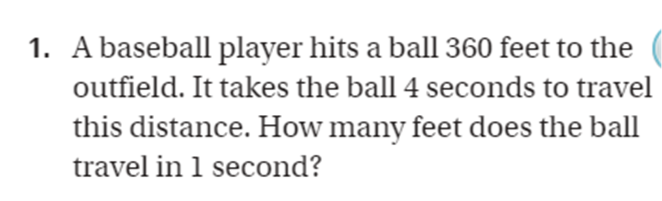 1. A baseball player hits a ball 360 feet to the
outfield. It takes the ball 4 seconds to travel
this distance. How many feet does the ball
travel in 1 second?